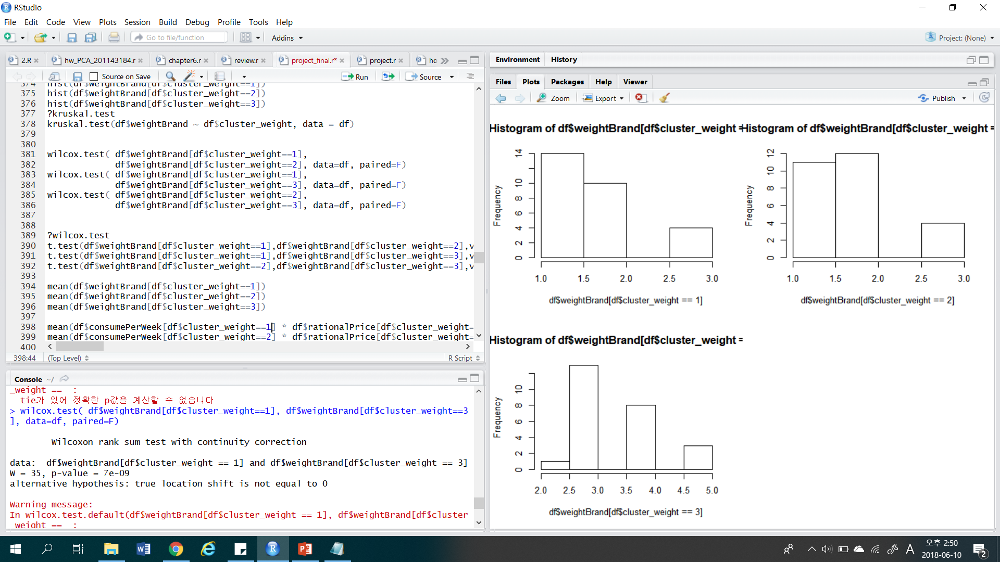 RStudio
File Edit Code View Plots Session Build Debug Profile Tools Help
Go to file/function Addins Project: (None)
2.R hw_PCA_201143184.r chapter6.r review.r project_final.r* project.r ho
Source on Save Run Source
374 hist(df$weightBrand[df$cluster_weight==1])
375 hist(df$weightBrand[df$cluster_weight==2])
376 hist(df$weightBrand[df$cluster_weight==3])
377 ?kruskal.test
378 kruskal.test(df$weightBrand ~ df$cluster_weight, data = df)
379
380
381 wilcox.test( df$weightBrand[df$cluster_weight==1],
382 df$weightBrand[df$cluster_weight==2], data=df, paired=F)
383 wilcox.test( df$weightBrand[df$cluster_weight==1],
384 df$weightBrand[df$cluster_weight==3], data=df, paired=F)
385 wilcox.test( df$weightBrand[df$cluster_weight==2],
386 df$weightBrand[df$cluster_weight==3], data=df, paired=F)
387
388
389 ?wilcox.test
390 t.test(df$weightBrand[df$cluster_weight==1],df$weightBrand[df$cluster_weight==2],v
391 t.test(df$weightBrand[df$cluster_weight==1],df$weightBrand[df$cluster_weight==3],v
392 t.test(df$weightBrand[df$cluster_weight==2],df$weightBrand[df$cluster_weight==3],v
393
394 mean(df$weightBrand[df$cluster_weight==1])
395 mean(df$weightBrand[df$cluster_weight==2])
396 mean(df$weightBrand[df$cluster_weight==3])
397
398 mean(df$consumePerWeek[df$cluster_weight==1] * df$rationalPrice[df$cluster_weight=
399 mean(df$consumePerWeek[df$cluster_weight==2] * df$rationalPrice[df$cluster_weight=
400
398:44 (Top Level) R Script
Console ~/
_weight == :
tie가 있어 정확한 p값을 계산할 수 없습니다
> wilcox.test( df$weightBrand[df$cluster_weight==1], df$weightBrand[df$cluster_weight==3
], data=df, paired=F)
Wilcoxon rank sum test with continuity correction
data: df$weightBrand[df$cluster_weight == 1] and df$weightBrand[df$cluster_weight == 3]
W = 35, p-value = 7e-09
alternative hypothesis: true location shift is not equal to 0
Warning message:
In wilcox.test.default(df$weightBrand[df$cluster_weight == 1], df$weightBrand[df$cluster
_weight == :
Environment History
Files Plots Packages Help Viewer
Zoom Export Publish
Histogram of df$weightBrand[df$cluster_weight =
Frequency
14
10
8
6
4
2
0
1.0 1.5 2.0 2.5 3.0
df$weightBrand[df$cluster_weight == 1]
Histogram of df$weightBrand[df$cluster_weight =
Frequency
12
10
8
6
4
2
0
1.0 1.5 2.0 2.5 3.0
df$weightBrand[df$cluster_weight == 2]
Histogram of df$weightBrand[df$cluster_weight =
Frequency
10
8
6
4
2
0
2.0 2.5 3.0 3.5 4.0 4.5 5.0
df$weightBrand[df$cluster_weight == 3]
A
오후 2:50
2018-06-10
2